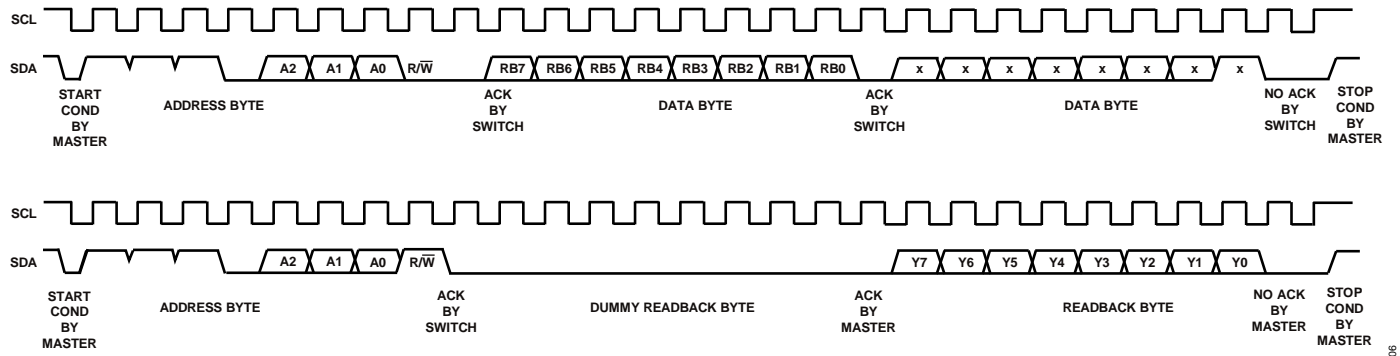 SCL
SDA A2 A1 A0 R/W RB7 RB6 RB5 RB4 RB3 RB2 RB1 RB0 x x x x x x x x
START
COND
BY
MASTER
ADDRESS BYTE
ACK
BY
SWITCH
DATA BYTE
ACK
BY
SWITCH
DATA BYTE
NO ACK
BY
SWITCH
STOP
COND
BY
MASTER
SCL
SDA A2 A1 A0 R/W Y7 Y6 Y5 Y4 Y3 Y2 Y1 Y0
START
COND
BY
MASTER
ADDRESS BYTE
ACK
BY
SWITCH
DUMMY READBACK BYTE
ACK
BY
MASTER
READBACK BYTE
NO ACK
BY
MASTER
STOP
COND
BY
MASTER
06